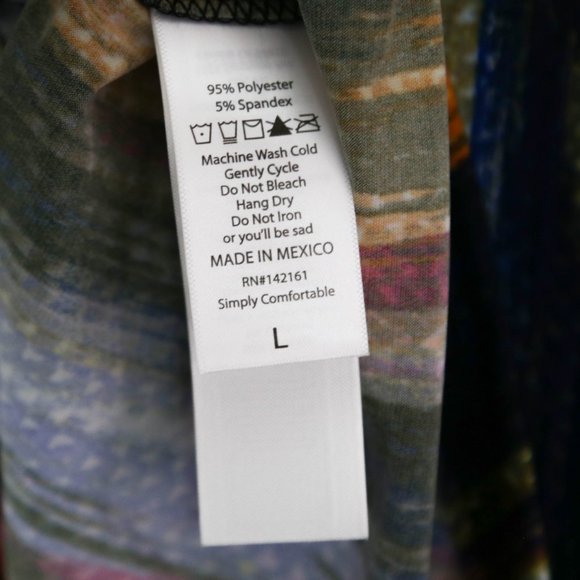 95% Polyester
5% Spandex
Machine Wash Cold
Gently Cycle
Do Not Bleach
Hang Dry
Do Not Iron
or you'll be sad
MADE IN MEXICO
RN#142161
Simply Comfortable
L